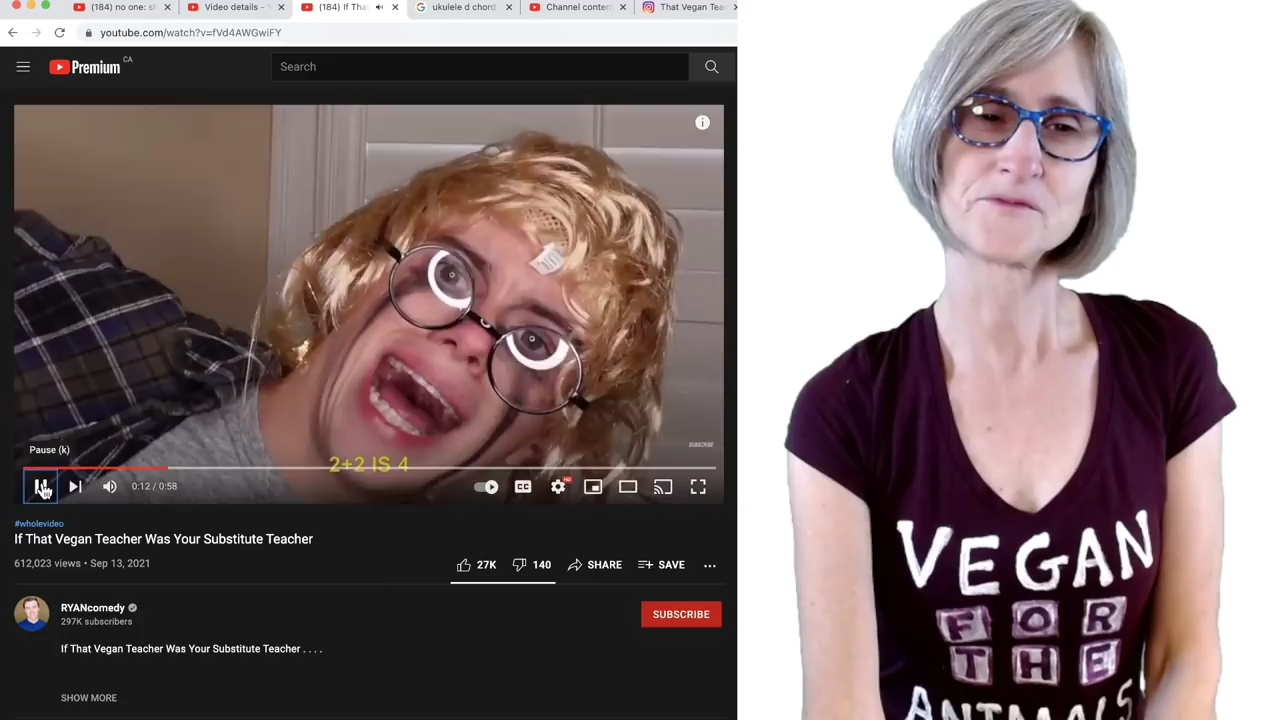 (184) no one: s
Video details - Y
(184) If Tha
ukulele d chord
Channel conten
That Vegan Tea
youtube.com/watch?v=fVd4AWGwiFY
Premium CA
Search
2+2 IS 4
SUBSCRIBE
Pause (k)
0:12 / 0:58
CC
HD
#wholevideo
If That Vegan Teacher Was Your Substitute Teacher
612,023 views • Sep 13, 2021
27K
140
SHARE
SAVE
RYANcomedy
297K subscribers
SUBSCRIBE
If That Vegan Teacher Was Your Substitute Teacher . . . .
SHOW MORE
VEGAN
FOR
THE
ANIMALS